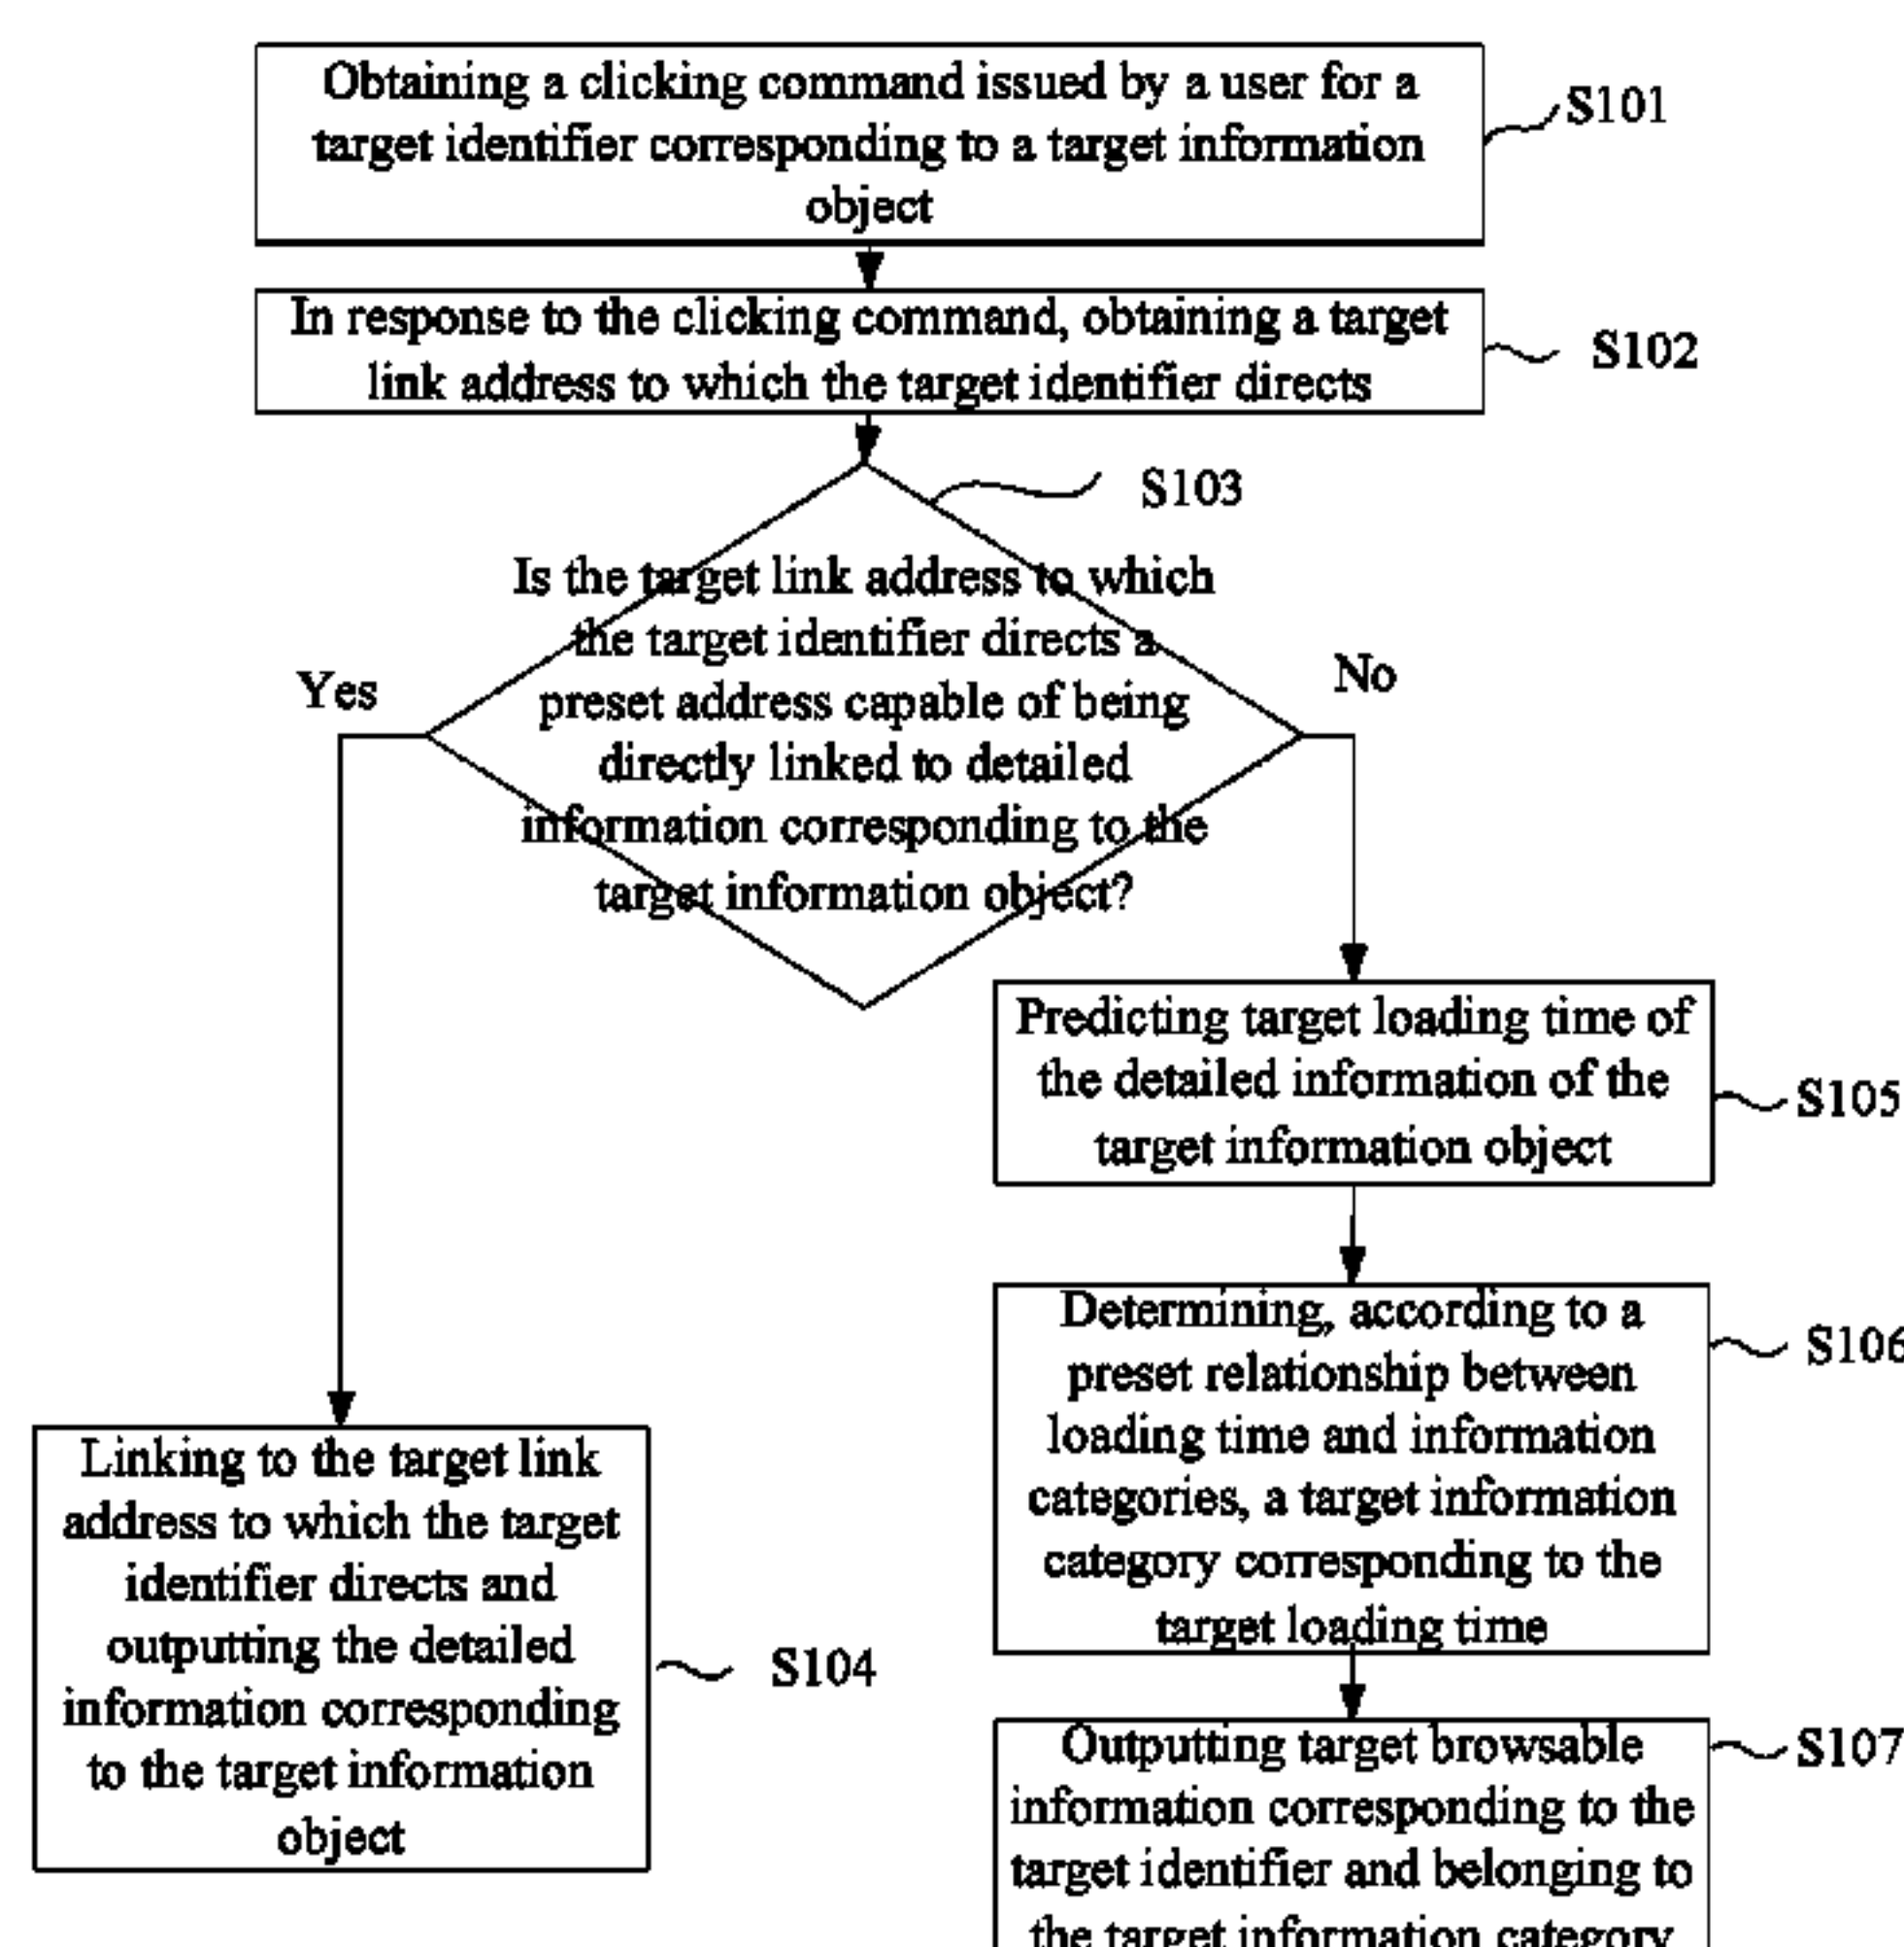 Obtaining a clicking command issued by a user for a
target identifier corresponding to a target information
object
S101
In response to the clicking command, obtaining a target
link address to which the target identifier directs
S102
S103
Is the target link address to which
the target identifier directs a
preset address capable of being
directly linked to detailed
information corresponding to the
target information object?
Yes
No
Predicting target loading time of
the detailed information of the
target information object
S105
Determining, according to a
preset relationship between
loading time and information
categories, a target information
category corresponding to the
target loading time
S106
Linking to the target link
address to which the target
identifier directs and
outputting the detailed
information corresponding
to the target information
object
S104
Outputting target browsable
information corresponding to the
target identifier and belonging to
the target information category
S107